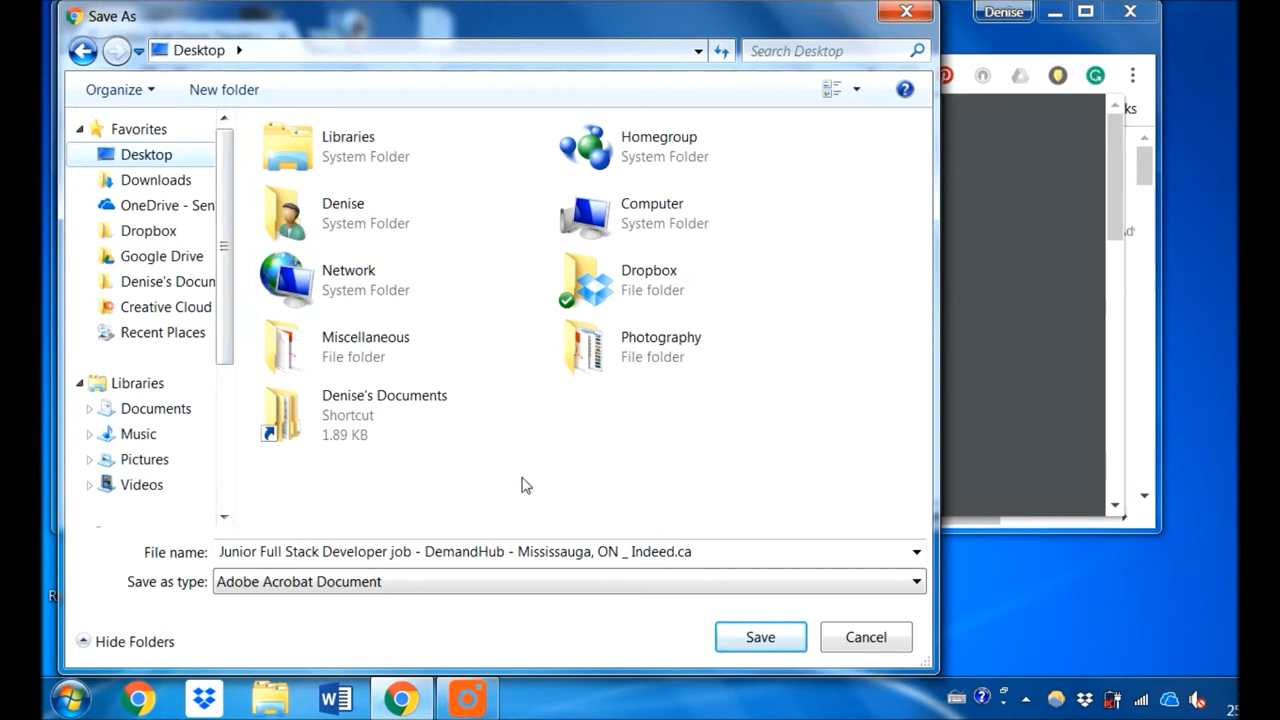 Save As
Denise
Desktop
Search Desktop
Organize
New folder
ks
Favorites
Desktop
Downloads
OneDrive - Sen
Dropbox
Google Drive
Denise's Docun
Creative Cloud
Recent Places
Libraries
Documents
Music
Pictures
Videos
Libraries
System Folder
Homegroup
System Folder
Denise
System Folder
Computer
System Folder
Network
System Folder
Dropbox
File folder
Miscellaneous
File folder
Photography
File folder
Denise's Documents
Shortcut
1.89 KB
File name:
Junior Full Stack Developer job - DemandHub - Mississauga, ON _ Indeed.ca
Save as type:
Adobe Acrobat Document
Hide Folders
Save
Cancel